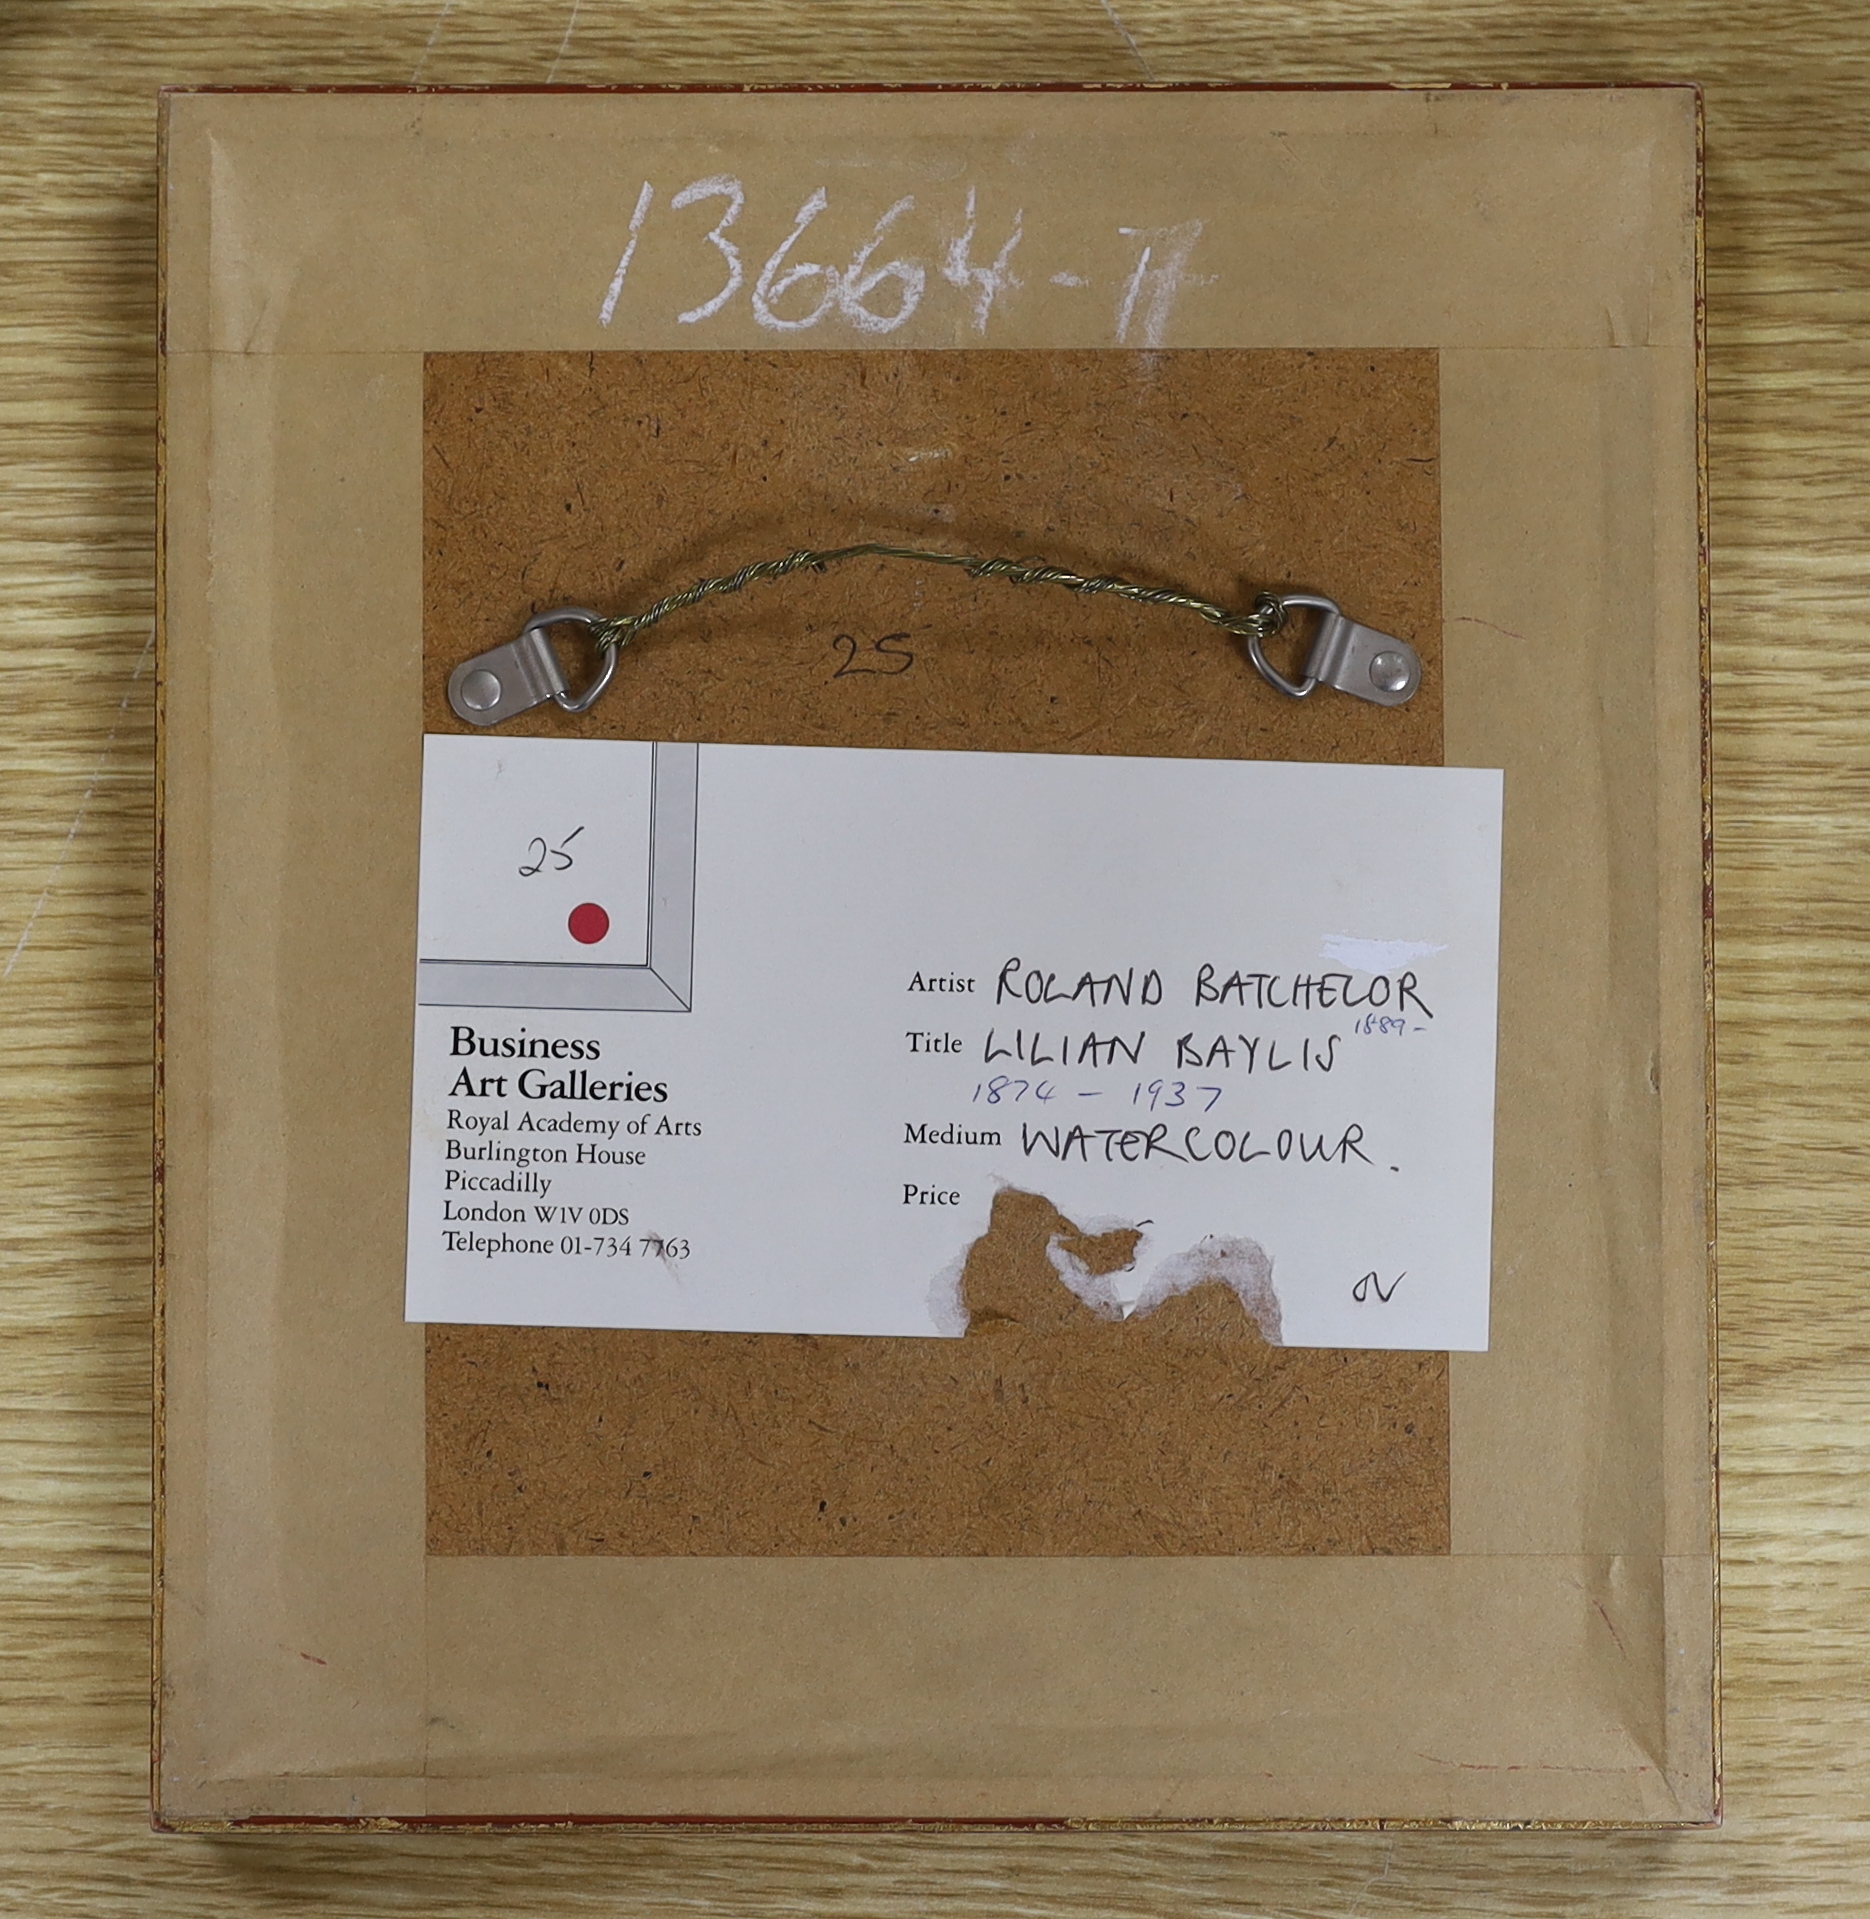 13664-
25
25
Business
Art Galleries
Royal Academy of Arts
Burlington House
Piccadilly
London W1V 0DS
Telephone 01-734 7763
Artist ROLAND BATCHELOR
1889-
Title LILIAN BAYLIS
1874 - 1937
Medium WATERCOLOUR.
Price